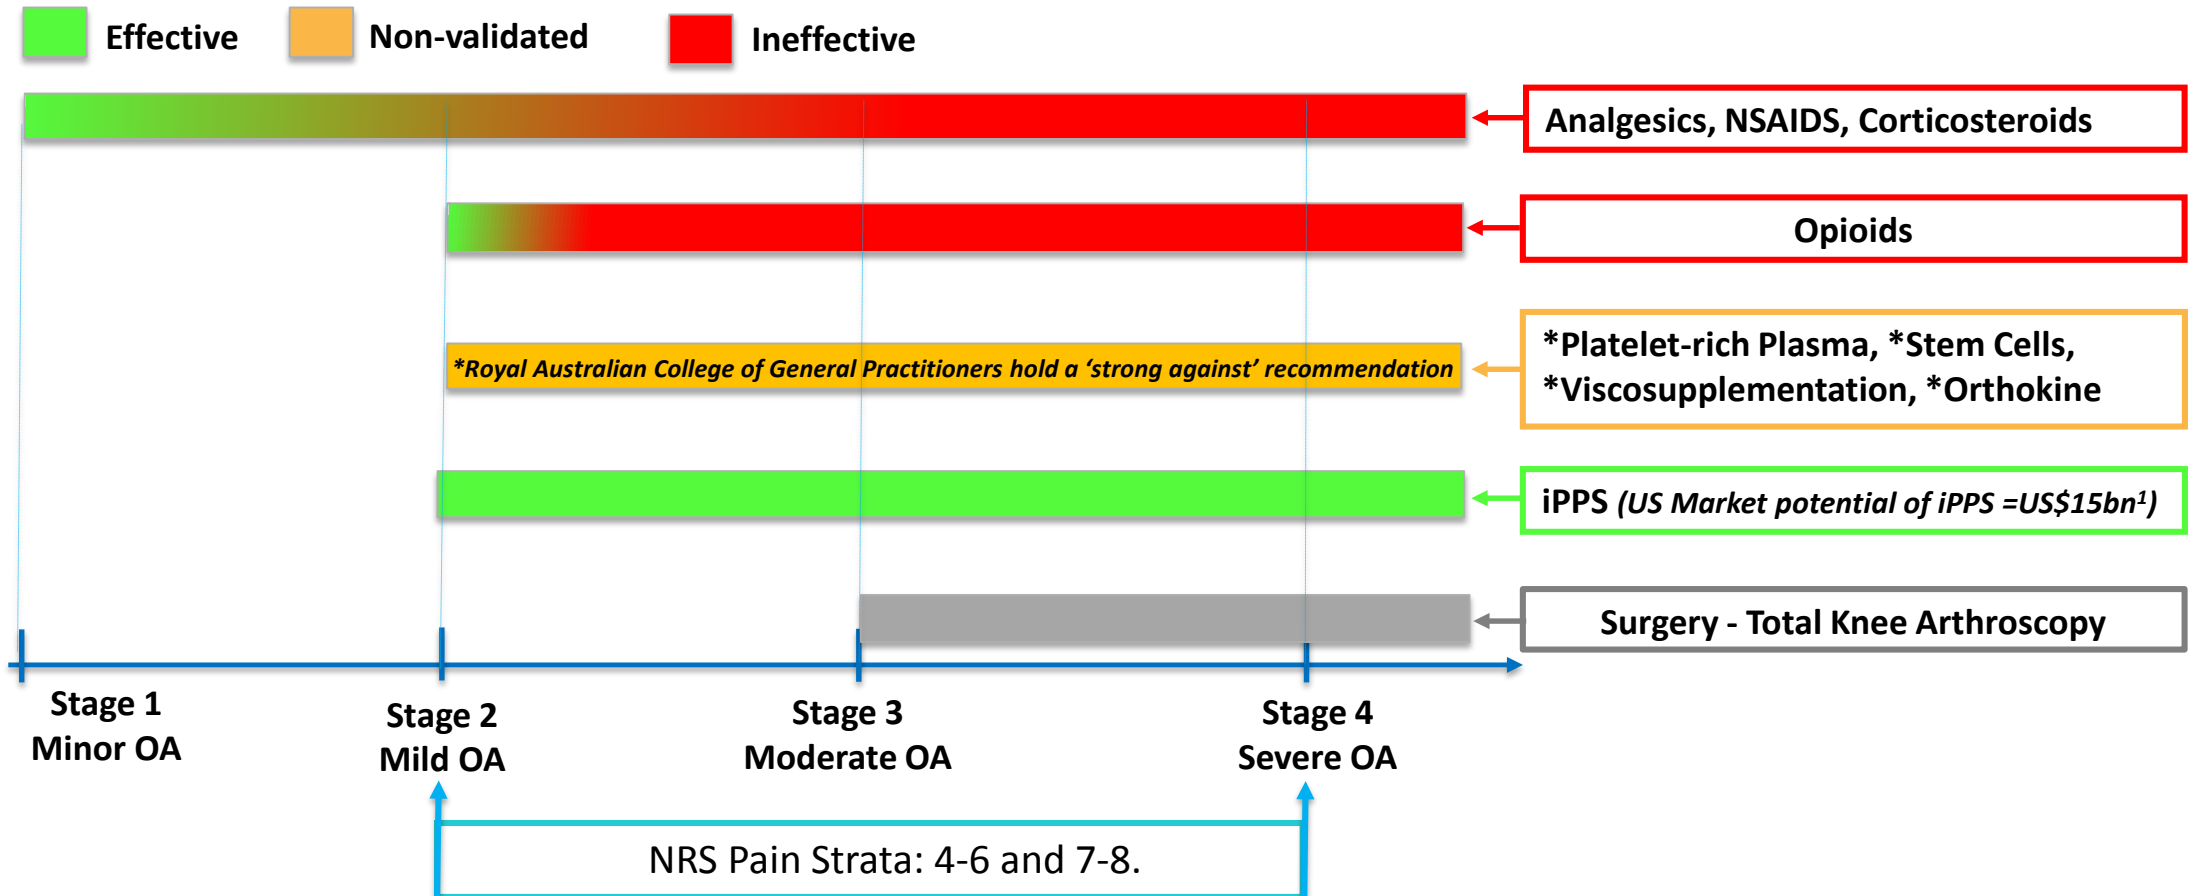 Effective
Non-validated
Ineffective
Analgesics, NSAIDS, Corticosteroids
Opioids
*Royal Australian College of General Practitioners hold a ‘strong against’ recommendation
*Platelet-rich Plasma, *Stem Cells,
*Viscosupplementation, *Orthokine
iPPS (US Market potential of iPPS =US$15bn¹)
Surgery - Total Knee Arthroscopy
Stage 1
Minor OA
Stage 2
Mild OA
Stage 3
Moderate OA
Stage 4
Severe OA
NRS Pain Strata: 4-6 and 7-8.